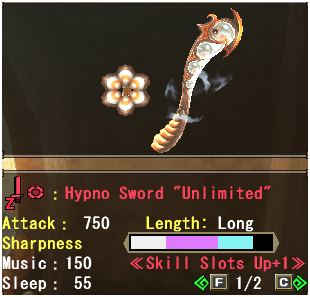 Z : Hypno Sword "Unlimited"
Attack : 750 Length: Long
Sharpness
Music : 150 ≪Skill Slots Up+1≫
Sleep : 55 F 1/2 C